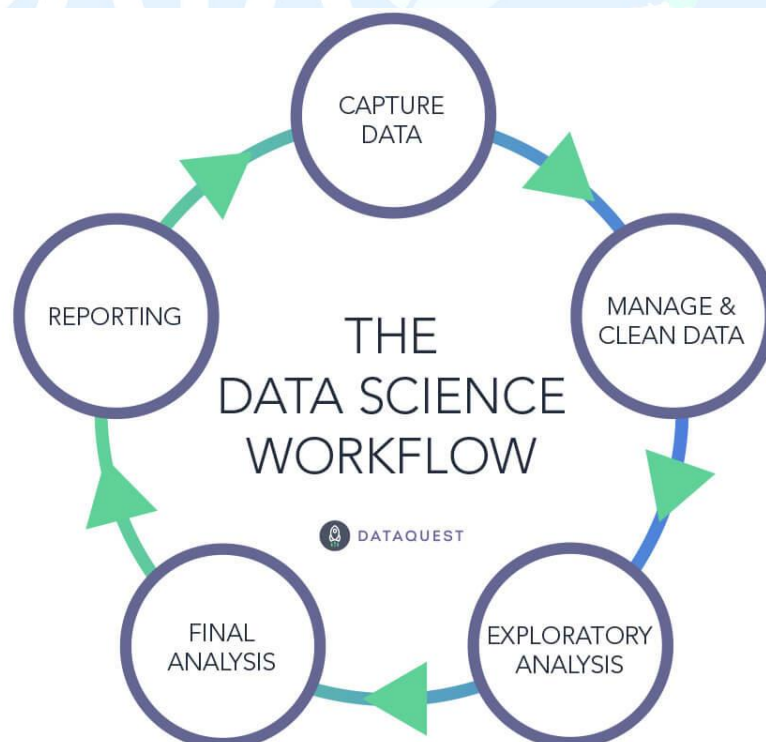 CAPTURE
DATA
REPORTING
MANAGE &
CLEAN DATA
THE
DATA SCIENCE
WORKFLOW
DATAQUEST
FINAL
ANALYSIS
EXPLORATORY
ANALYSIS